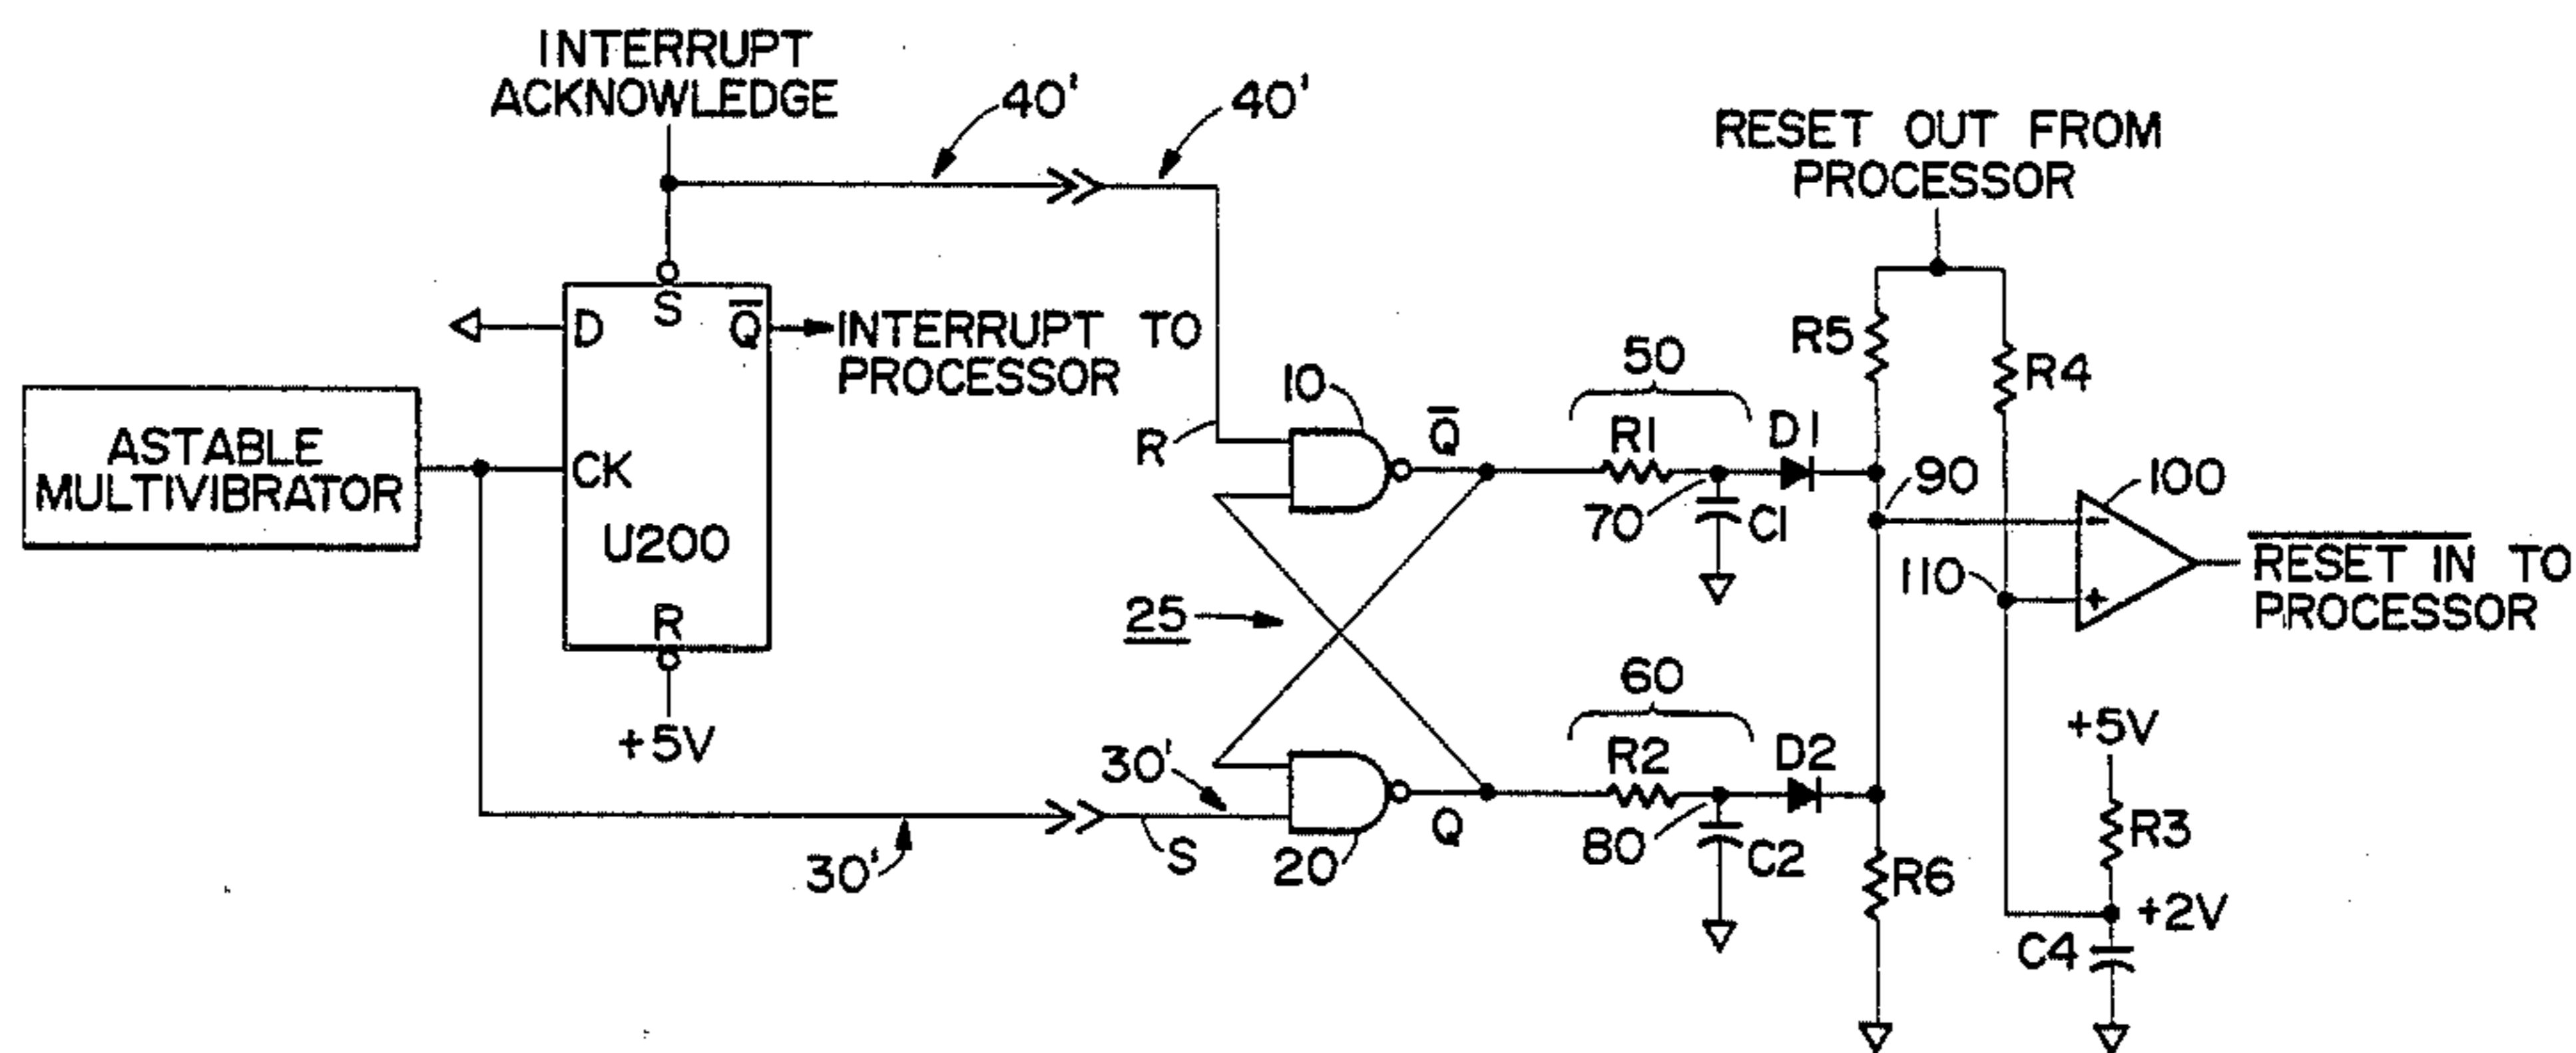 INTERRUPT
ACKNOWLEDGE
40'
40'
RESET OUT FROM
PROCESSOR
D
S
Q̅
INTERRUPT TO
PROCESSOR
ASTABLE
MULTIVIBRATOR
CK
U200
R
+5V
R
10
Q̅
50
R1
D1
70
C1
R5
R4
90
100
110
-
+
R̅E̅S̅E̅T̅ I̅N̅ TO
PROCESSOR
25
60
R2
D2
30'
30'
S
20
Q
80
C2
R6
+5V
R3
+2V
C4